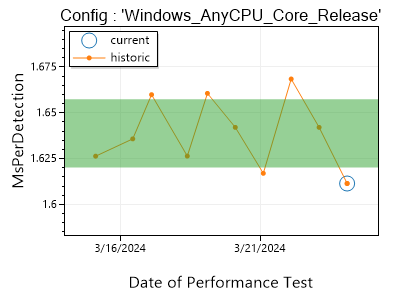 Config : 'Windows_AnyCPU_Core_Release'
current
historic
MsPerDetection
1.675
1.65
1.625
1.6
3/16/2024
3/21/2024
Date of Performance Test